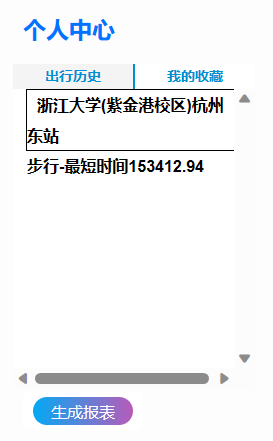 个人中心
出行历史 我的收藏
浙江大学(紫金港校区)杭州
东站
步行-最短时间153412.94
生成报表